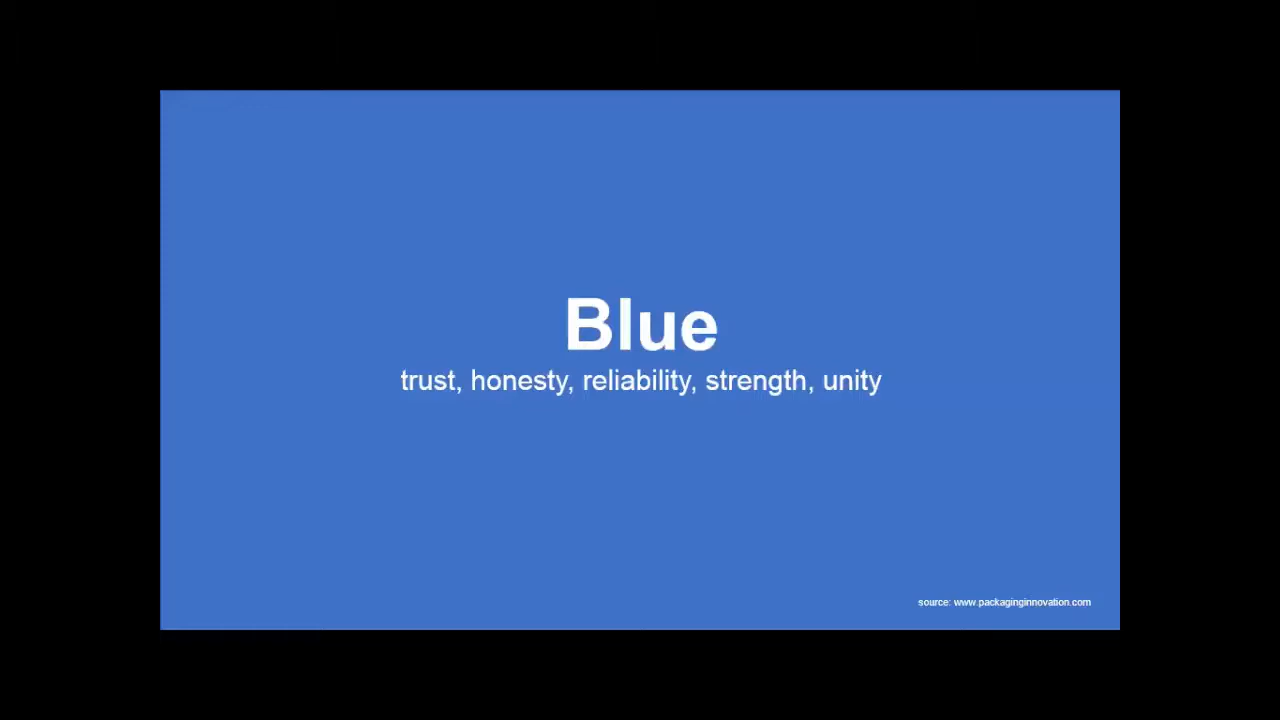 Blue
trust, honesty, reliability, strength, unity
source: www.packaginginnovation.com